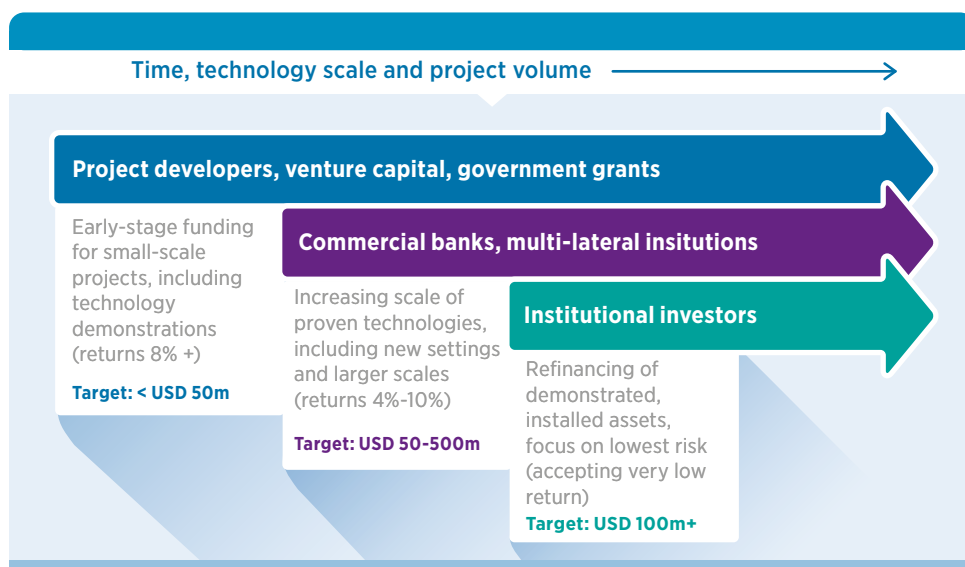 Time, technology scale and project volume
Project developers, venture capital, government grants
Early-stage funding
for small-scale
projects, including
technology
demonstrations
(returns 8% +)
Target: < USD 50m
Commercial banks, multi-lateral insitutions
Increasing scale of
proven technologies,
including new settings
and larger scales
(returns 4%-10%)
Target: USD 50-500m
Institutional investors
Refinancing of
demonstrated,
installed assets,
focus on lowest risk
(accepting very low
return)
Target: USD 100m+